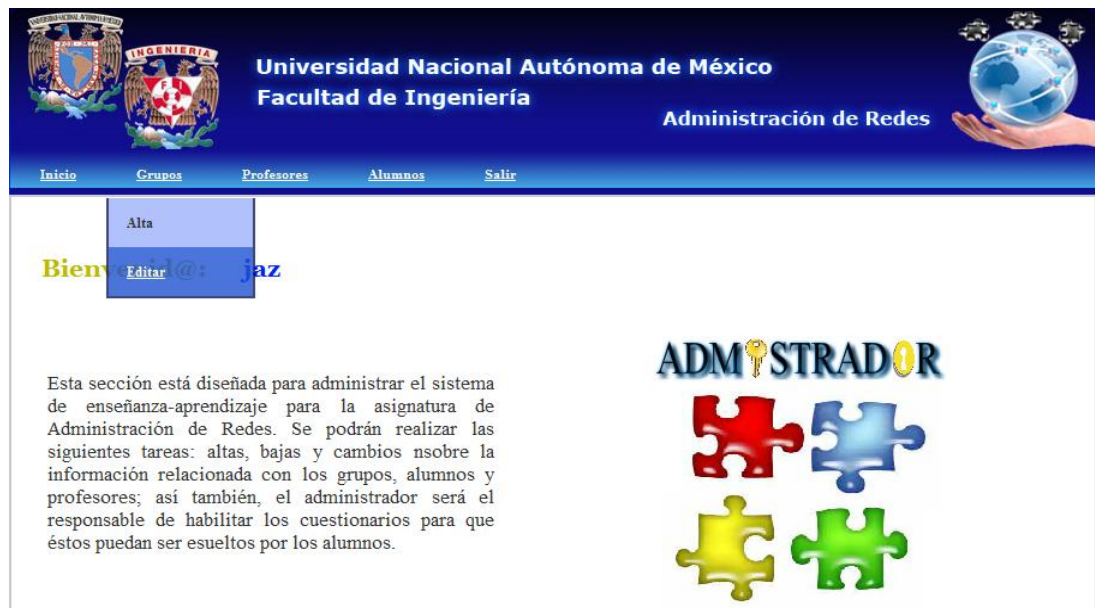 INGENIERIA
Universidad Nacional Autónoma de México
Facultad de Ingeniería
Administración de Redes
Inicio Grupos Profesores Alumnos Salir
Alta
Editar
jaz
ADM STRAD R
Esta sección está diseñada para administrar el sistema
de enseñanza-aprendizaje para la asignatura de
Administración de Redes. Se podrán realizar las
siguientes tareas: altas, bajas y cambios nsobre la
información relacionada con los grupos, alumnos y
profesores; así también, el administrador será el
responsable de habilitar los cuestionarios para que
éstos puedan ser esueltos por los alumnos.